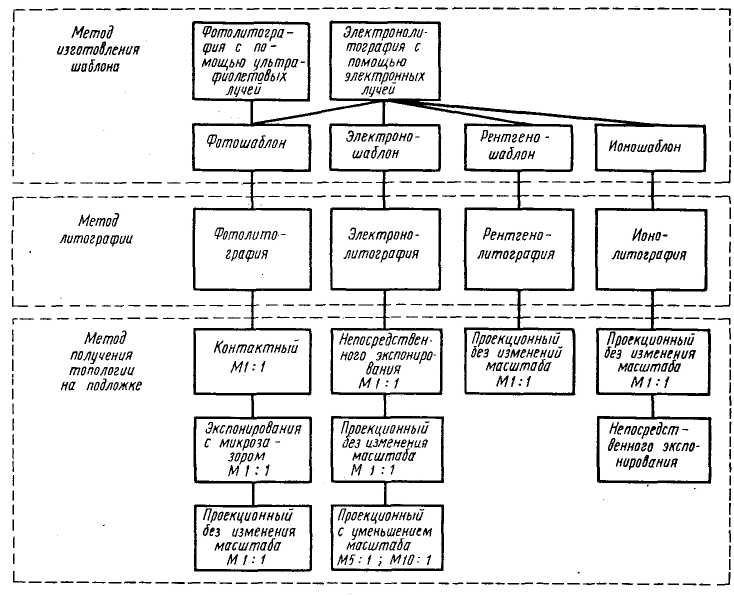 Метод
изготовления
шаблона
Фотолитогра-
фия с по-
мощью ультра-
фиолетовых
лучей
Электроноли-
тография с
помощью
электронных
лучей
Фотошаблон
Электроно-
шаблон
Рентгено-
шаблон
Ионошаблон
Метод
литографии
Фотолито-
графия
Электроно-
литография
Рентгено-
литография
Ионо-
литография
Метод
получения
топологии
на подложке
Контактный
М1:1
Непосредствен-
ного экспониро-
вания
М 1:1
Проекционный
без изменений
масштаба
М1:1
Проекционный
без изменения
масштаба
М 1:1
Экспонирования
с микроза-
зором
М 1:1
Проекционный
без изменения
масштаба
М 1:1
Непосредст-
венного экспо-
нирования
Проекционный
без изменения
масштаба
М 1:1
Проекционный
с уменьшением
масштаба
М5:1; М10:1